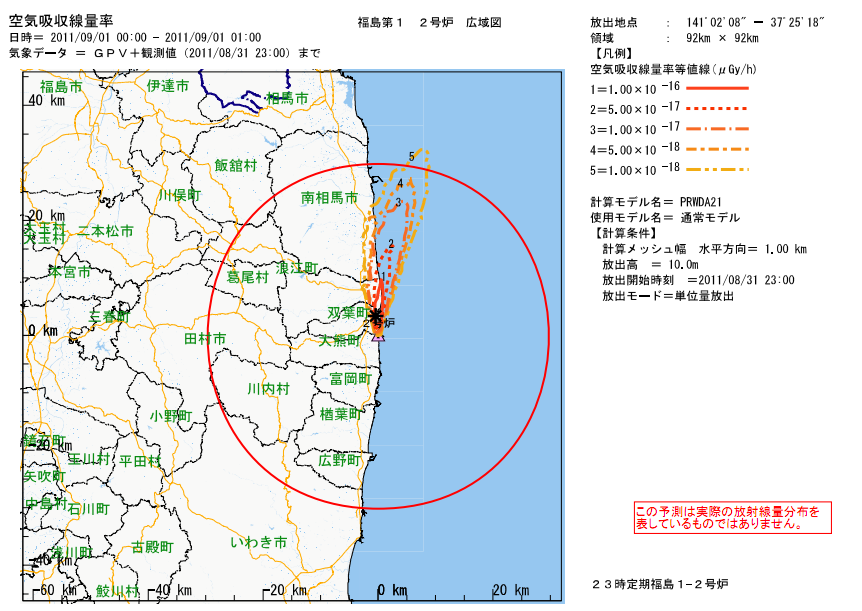 空気吸収線量率
福島第1 2号炉 広域図
日時＝ 2011/09/01 00:00 - 2011/09/01 01:00
気象データ ＝ ＧＰＶ＋観測値 (2011/08/31 23:00) まで
放出地点 ： 141°02'08" － 37°25'18"
領域 ： 92km × 92km
【凡例】
空気吸収線量率等値線(μGy/h)
1＝1.00×10 -16
2＝5.00×10 -17
3＝1.00×10 -17
4＝5.00×10 -18
5＝1.00×10 -18
計算モデル名＝ PRWDA21
使用モデル名＝ 通常モデル
【計算条件】
計算メッシュ幅 水平方向＝ 1.00 km
放出高 ＝ 10.0m
放出開始時刻 ＝2011/08/31 23:00
放出モード＝単位量放出
福島市
伊達市
相馬市
40 km
飯舘村
川俣町
南相馬市
5
4
3
2
1
20 km
大玉村
二本松市
本宮市
葛尾村
浪江町
双葉町
三春町
2号炉
0 km
田村市
大熊町
富岡町
川内村
小野町
楢葉町
鏡石町
-20 km
玉川村
平田村
広野町
矢吹町
中島村
石川町
浅川町
古殿町
いわき市
-40 km
鮫川村
-60 km
-40 km
-20 km
0 km
20 km
この予測は実際の放射線量分布を
表しているものではありません。
２３時定期福島１-２号炉